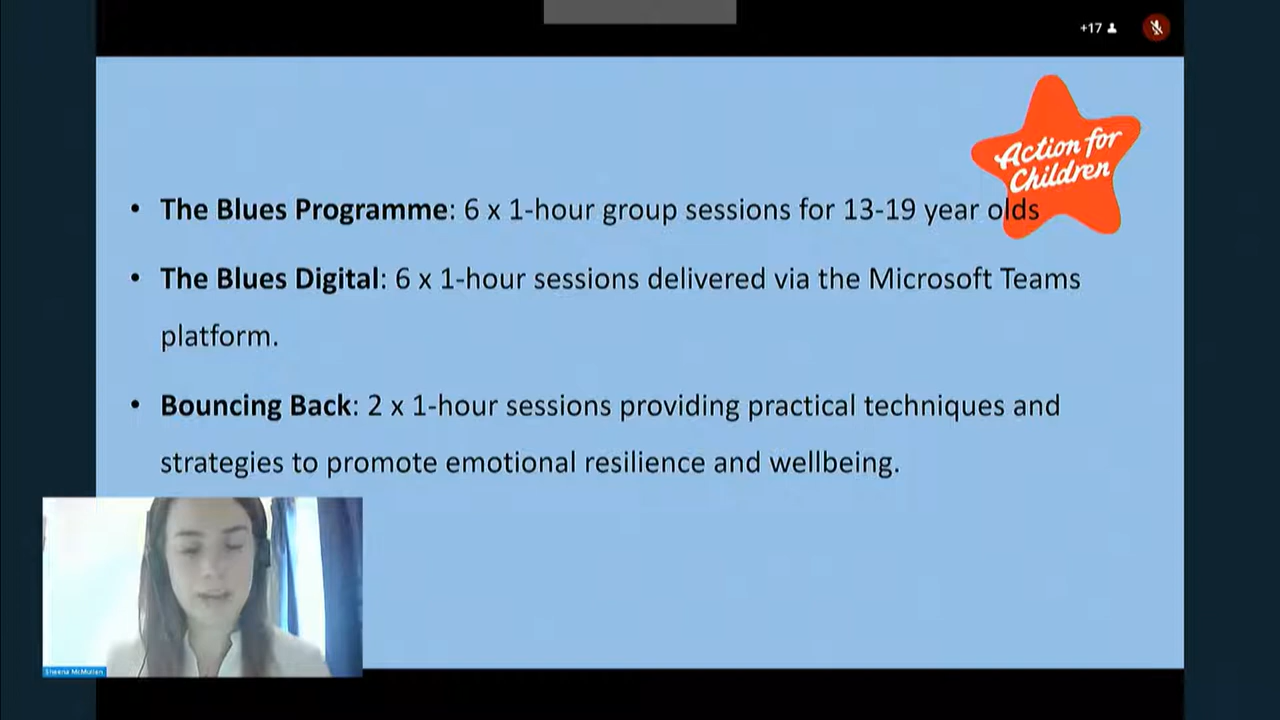 +17
Action for
Children
• The Blues Programme: 6 x 1-hour group sessions for 13-19 year olds
• The Blues Digital: 6 x 1-hour sessions delivered via the Microsoft Teams
platform.
• Bouncing Back: 2 x 1-hour sessions providing practical techniques and
strategies to promote emotional resilience and wellbeing.
Sheena McMullen